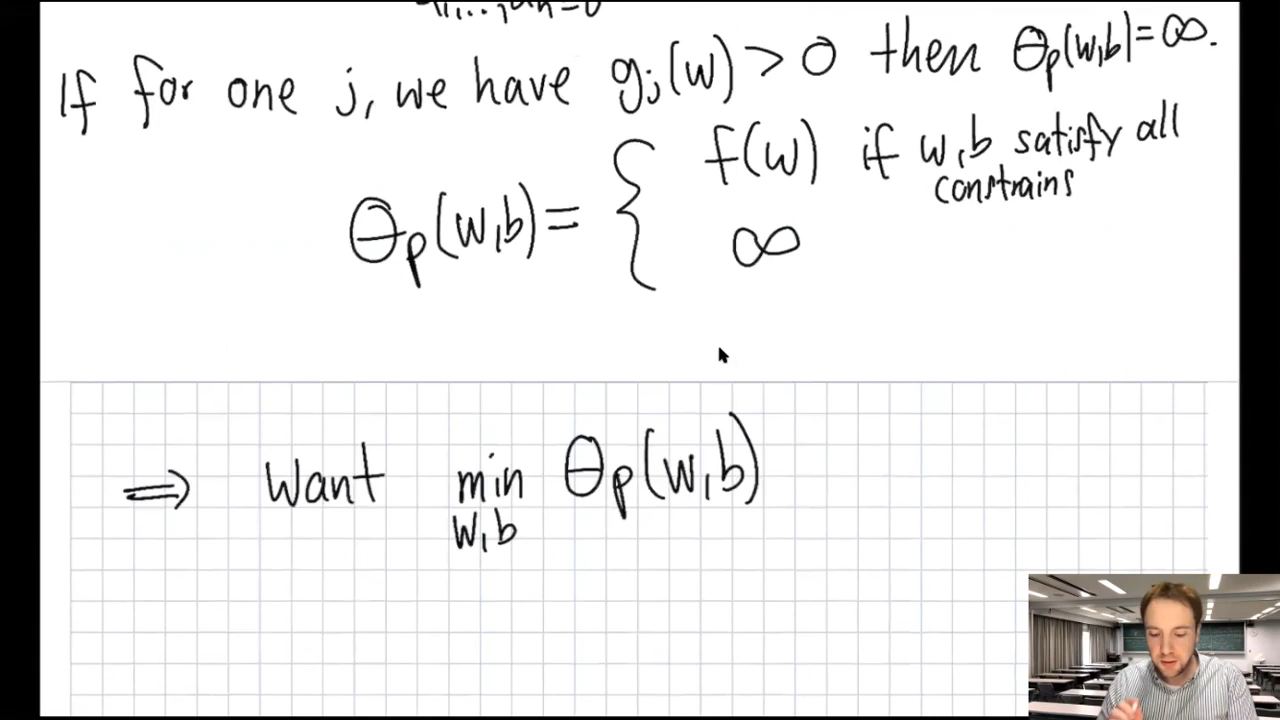 If for one j, we have gj(w) > 0 then θp(w,b) = ∞.
θp(w,b) = { f(w) if w,b satisfy all
constrains
∞
⇒ Want min θp(w,b)
w,b